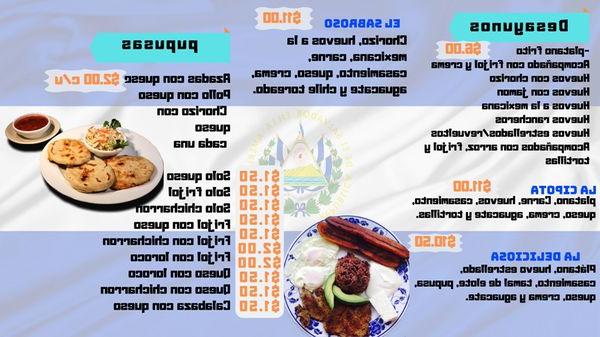 Desayunos
-platano frito
$6.00
Acompañado con frijol y crema
Huevos con chorizo
Huevos con jamon
Huevos a la mexicana
Huevos rancheros
Huevos estrellados/revueltos
Acompañados con arroz, frijol y
tortillas
LA CIPOTA
$11.00
platano, Carne, huevos, casamiento,
queso, crema, aguacate y tortillas.
$10.50
LA DELICIOSA
Plátano, huevo estrellado,
casamiento, tamal de elote, pupusa,
queso, crema y aguacate.
EL SABROSO
$11.00
Chorizo, huevos a la
mexicana, carne,
casamiento, queso, crema,
aguacate y chile toreado.
pupusas
Azadas con queso $2.00 c/u
Pollo con queso
Chorizo con
queso
cada una
Solo queso $1.50
Solo frijol $1.50
Solo chicharron $1.50
Frijol con queso $1.50
Frijol con chicharron $1.50
Frijol con loroco $2.00
Queso con loroco $2.00
Queso con chicharron $1.50
Calabaza con queso $1.50